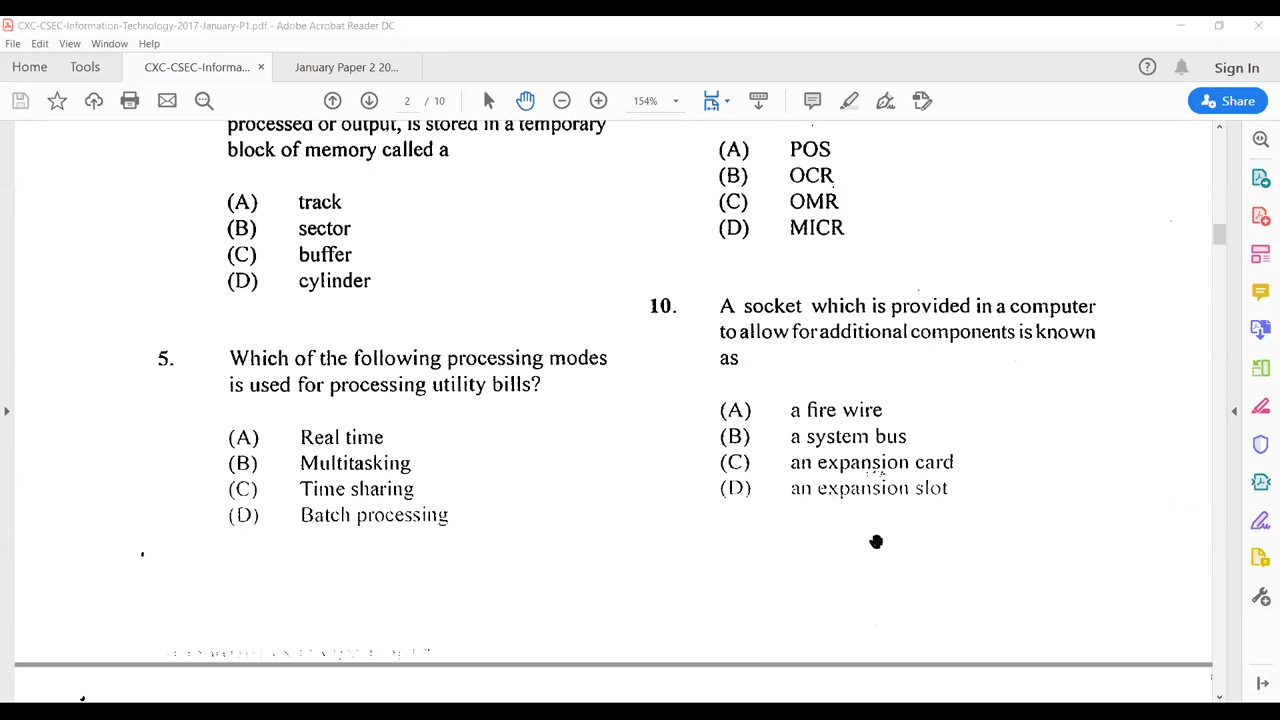 CXC-CSEC-Information-Technology-2017-January-P1.pdf - Adobe Acrobat Reader DC
File Edit View Window Help
Home Tools CXC-CSEC-Informa... × January Paper 2 20... Sign In
2 / 10 154% Share
processed or output, is stored in a temporary
block of memory called a
(A) track
(B) sector
(C) buffer
(D) cylinder
5. Which of the following processing modes
is used for processing utility bills?
(A) Real time
(B) Multitasking
(C) Time sharing
(D) Batch processing
(A) POS
(B) OCR
(C) OMR
(D) MICR
10. A socket which is provided in a computer
to allow for additional components is known
as
(A) a fire wire
(B) a system bus
(C) an expansion card
(D) an expansion slot